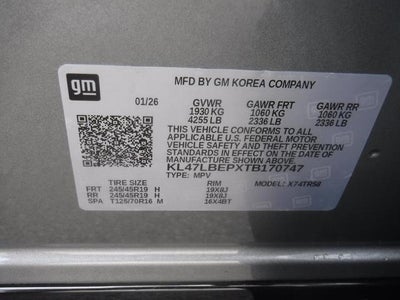 gm
MFD BY GM KOREA COMPANY
01/26 GVWR GAWR FRT GAWR RR
1930 KG 1060 KG 1060 KG
4255 LB 2336 LB 2336 LB
THIS VEHICLE CONFORMS TO ALL
APPLICABLE U.S. FEDERAL MOTOR
VEHICLE SAFETY, BUMPER, AND THEFT
PREVENTION STANDARDS IN EFFECT ON
THE DATE OF MANUFACTURE SHOWN ABOVE.
KL47LBEPXTB170747
TYPE: MPV MODEL: X74TR58
TIRE SIZE RIM
FRT 245/45R19 H 19X8J
RR 245/45R19 H 19X8J
SPA T125/70R16 M 16X4BT